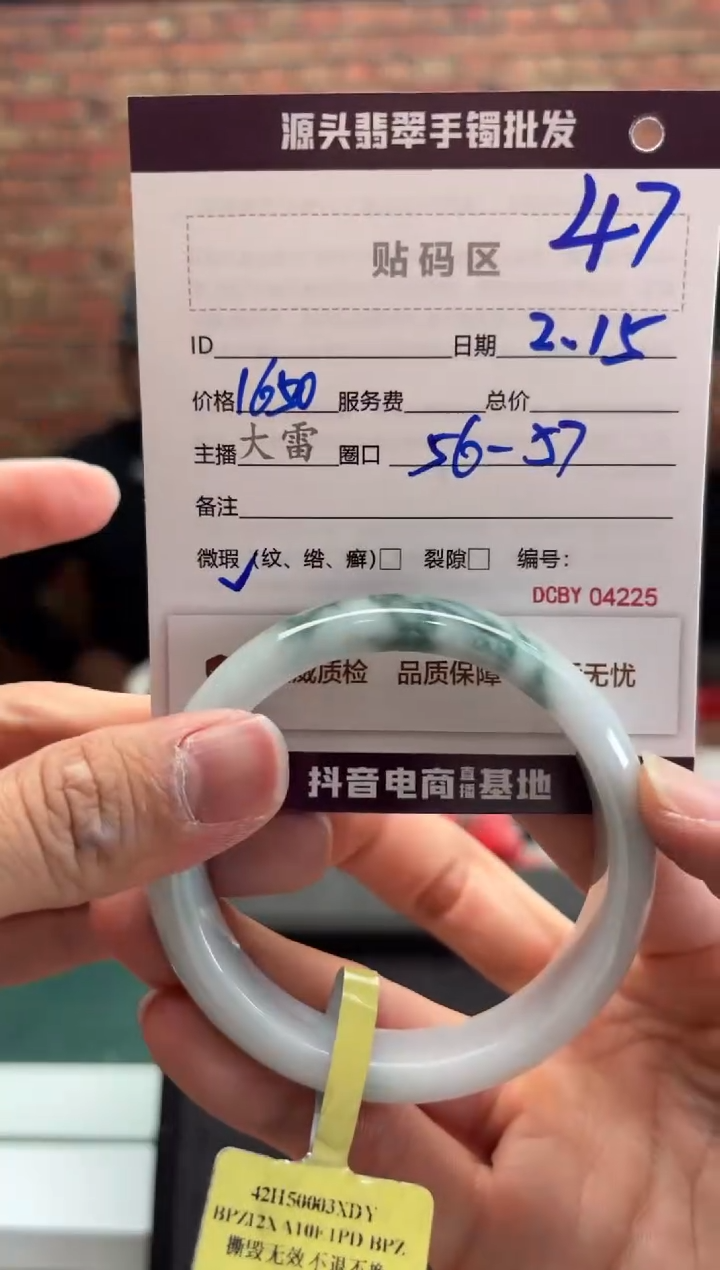 源头翡翠手镯批发
47
贴码区
ID 日期 2.15
价格 1650 服务费 总价
主播 大雷 圈口 56-57
备注
微瑕✓(纹、绺、癣)□ 裂隙□ 编号:
DCBY 04225
威质检 品质保障 无忧
抖音电商直播基地
42H50003XDY
BPZ12X A10F 1PD BPZ
撕毁无效 不退不换